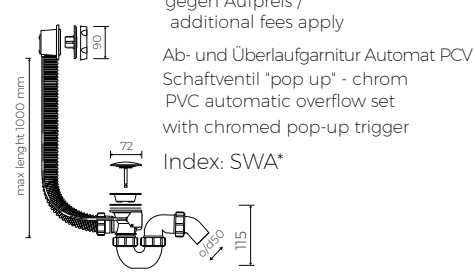 gegen Aufpreis /
additional fees apply
Ab- und Überlaufgarnitur Automat PCV
Schaftventil "pop up" - chrom
PVC automatic overflow set
with chromed pop-up trigger
Index: SWA*
90
max lenght 1000 mm
72
o/d50
115